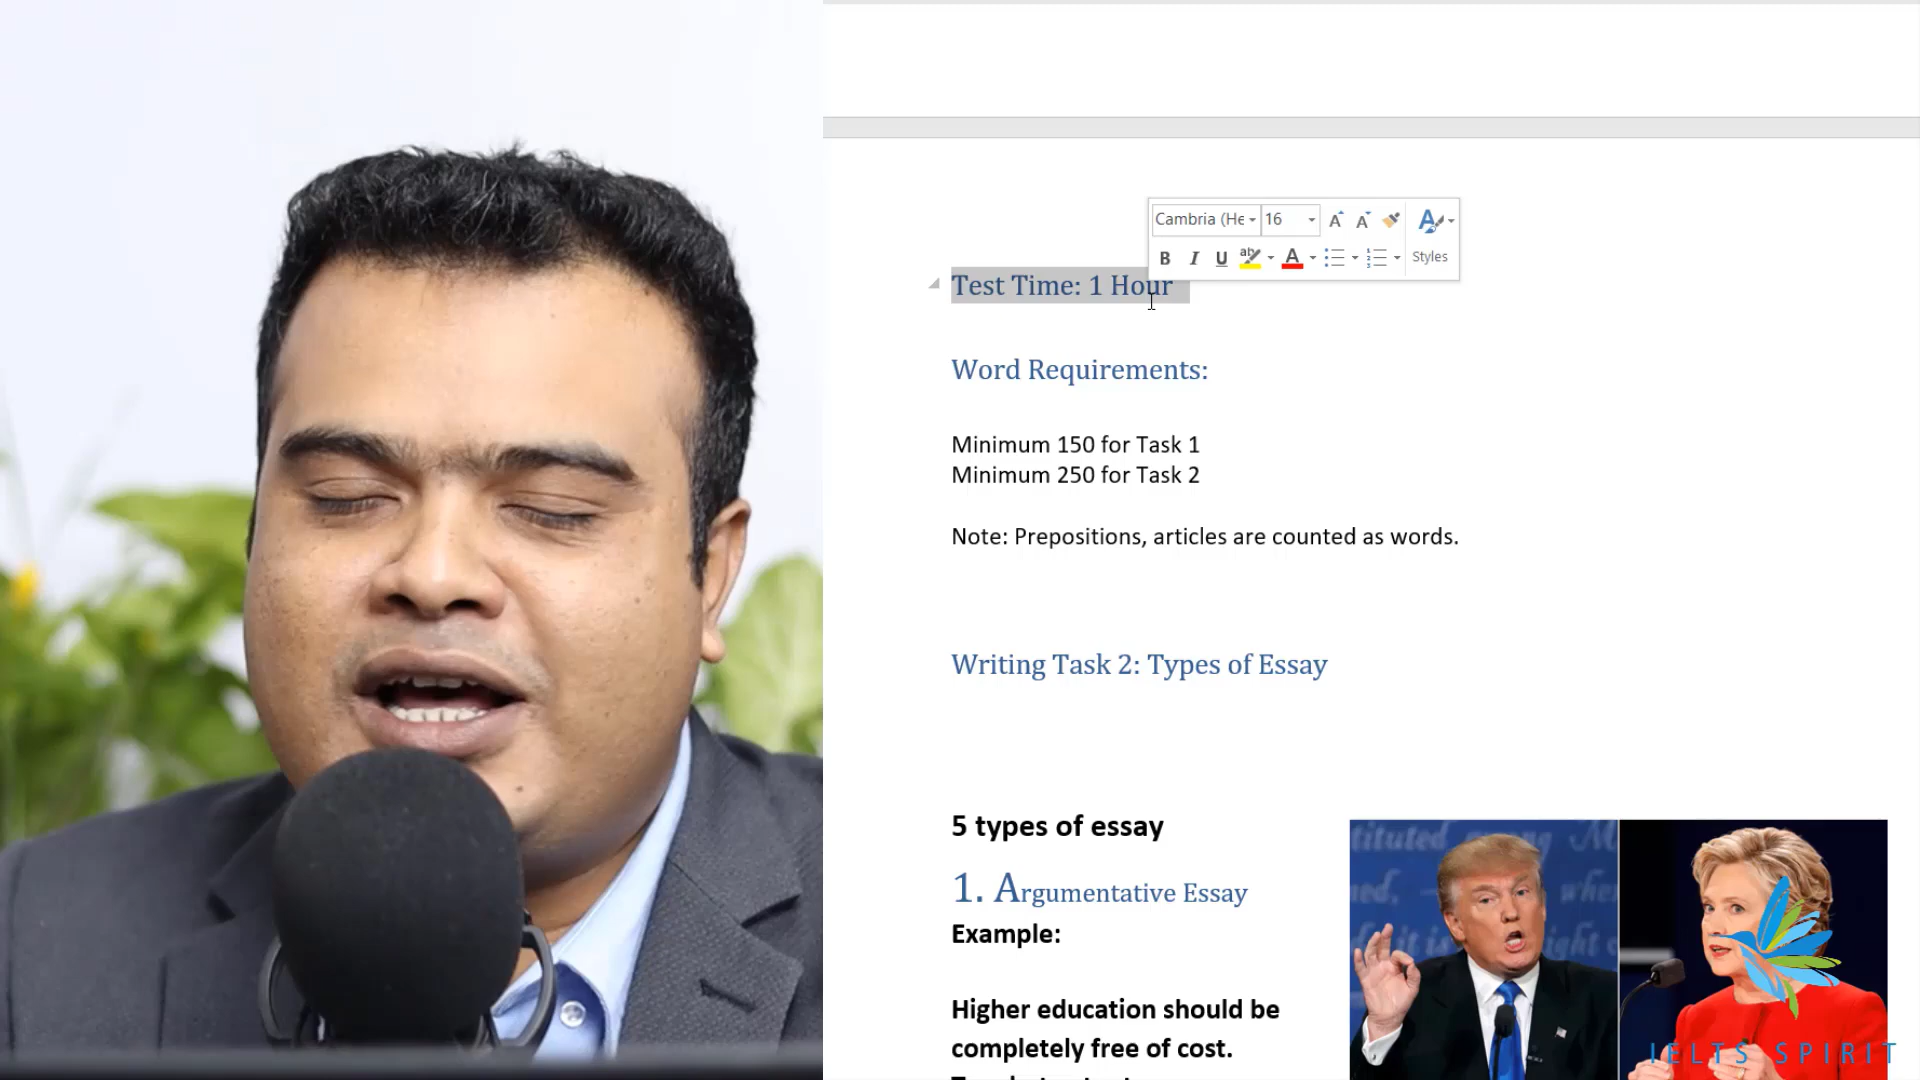 Cambria (He
16
B I U
Styles
Test Time: 1 Hour
Word Requirements:
Minimum 150 for Task 1
Minimum 250 for Task 2
Note: Prepositions, articles are counted as words.
Writing Task 2: Types of Essay
5 types of essay
1. Argumentative Essay
Example:
Higher education should be
completely free of cost.
IELTS SPIRIT